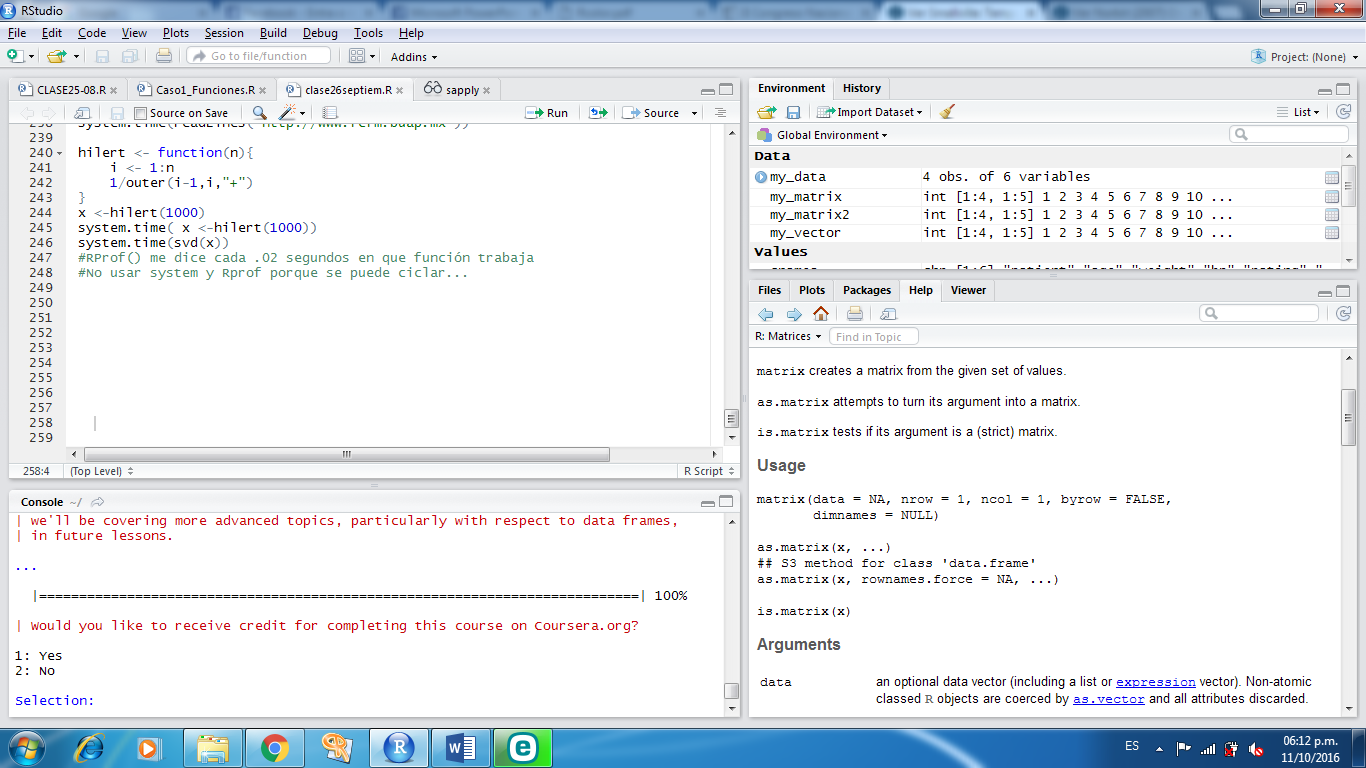 RStudio
File Edit Code View Plots Session Build Debug Tools Help
Go to file/function Addins Project: (None)
CLASE25-08.R Caso1_Funciones.R clase26septiem.R sapply
Source on Save Run Source
239
240 hilert <- function(n){
241 i <- 1:n
242 1/outer(i-1,i,"+")
243 }
244 x <-hilert(1000)
245 system.time( x <-hilert(1000))
246 system.time(svd(x))
247 #RProf() me dice cada .02 segundos en que función trabaja
248 #No usar system y Rprof porque se puede ciclar...
249
250
251
252
253
254
255
256
257
258
259
258:4 (Top Level) R Script
Console ~/
| we'll be covering more advanced topics, particularly with respect to data frames,
| in future lessons.
...
|===========================================================================| 100%
| Would you like to receive credit for completing this course on Coursera.org?
1: Yes
2: No
Selection:
Environment History
Import Dataset List
Global Environment
Data
my_data 4 obs. of 6 variables
my_matrix int [1:4, 1:5] 1 2 3 4 5 6 7 8 9 10 ...
my_matrix2 int [1:4, 1:5] 1 2 3 4 5 6 7 8 9 10 ...
my_vector int [1:4, 1:5] 1 2 3 4 5 6 7 8 9 10 ...
Values
Files Plots Packages Help Viewer
R: Matrices Find in Topic
matrix creates a matrix from the given set of values.
as.matrix attempts to turn its argument into a matrix.
is.matrix tests if its argument is a (strict) matrix.
Usage
matrix(data = NA, nrow = 1, ncol = 1, byrow = FALSE,
dimnames = NULL)
as.matrix(x, ...)
## S3 method for class 'data.frame'
as.matrix(x, rownames.force = NA, ...)
is.matrix(x)
Arguments
data an optional data vector (including a list or expression vector). Non-atomic
classed R objects are coerced by as.vector and all attributes discarded.
ES 06:12 p.m.
11/10/2016